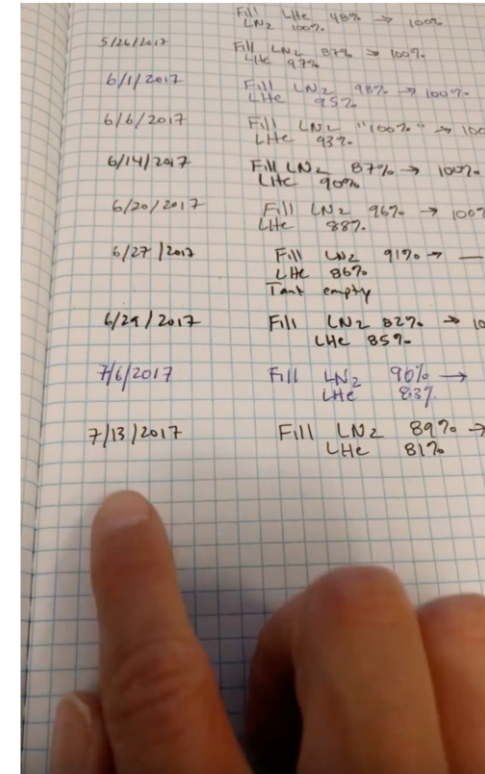 Fill LHe 48% → 100%
LN2 100%
5/26/2017 Fill LN2 87% → 100%
LHe 97%
6/1/2017 Fill LN2 98% → 100%
LHe 95%
6/6/2017 Fill LN2 "100%" → 100
LHe 93%
6/14/2017 Fill LN2 87% → 100%
LHe 90%
6/20/2017 Fill LN2 96% → 100%
LHe 88%
6/27/2017 Fill LN2 91% → —
LHe 86%
Tank empty
6/29/2017 Fill LN2 82% → 10
LHe 85%
7/6/2017 Fill LN2 90% →
LHe 83%
7/13/2017 Fill LN2 89% →
LHe 81%